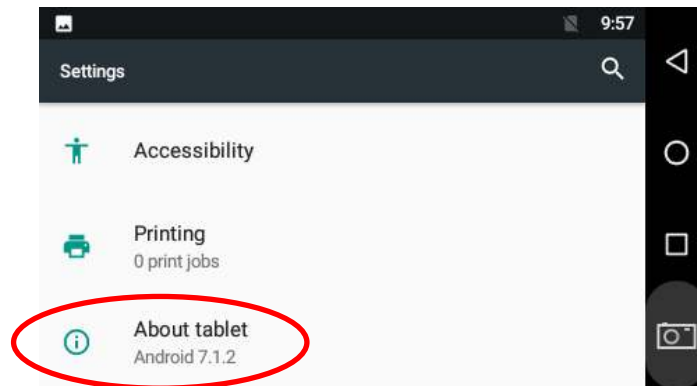 9:57
Settings
Accessibility
Printing
0 print jobs
About tablet
Android 7.1.2